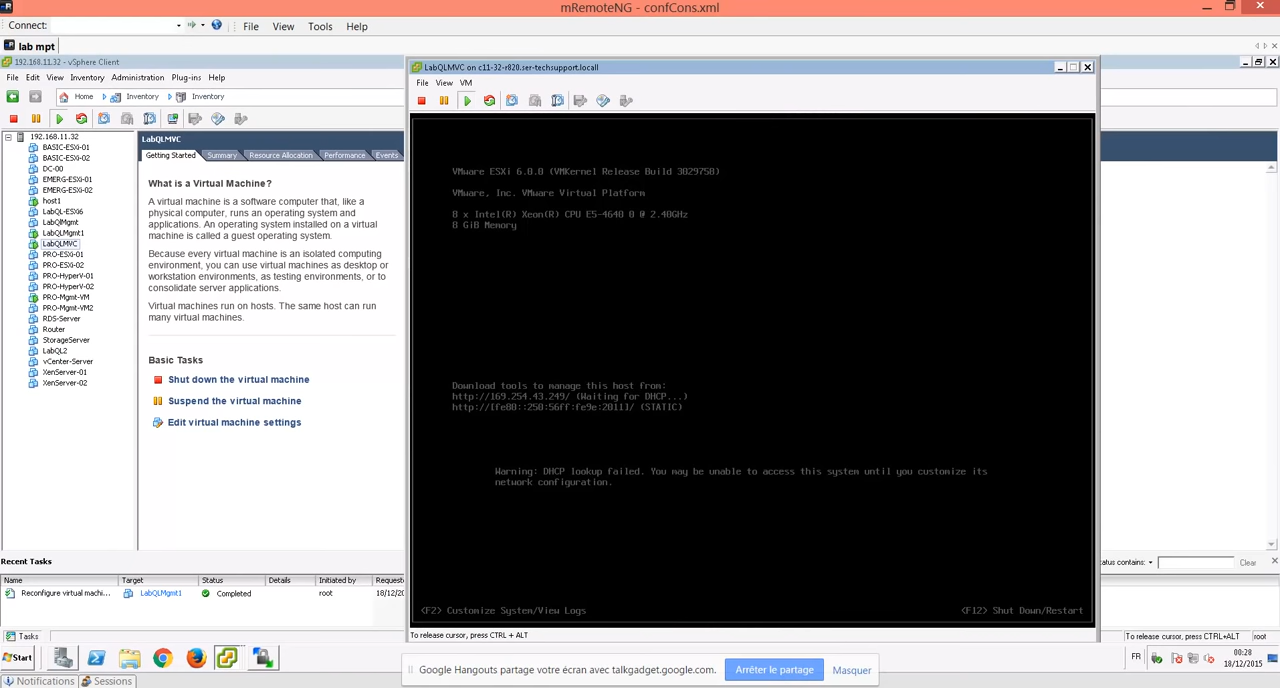 mRemoteNG - confCons.xml
Connect:
File View Tools Help
lab mpt
192.168.11.32 - vSphere Client
File Edit View Inventory Administration Plug-ins Help
Home Inventory Inventory
192.168.11.32
BASIC-ESXi-01
BASIC-ESXi-02
DC-00
EMERG-ESXi-01
EMERG-ESXi-02
host1
LabQL-ESXi6
LabQlMgmt
LabQLMgmt1
LabQLMVC
PRO-ESXi-01
PRO-ESXi-02
PRO-HyperV-01
PRO-HyperV-02
PRO-Mgmt-VM
PRO-Mgmt-VM2
RDS-Server
Router
StorageServer
LabQL2
vCenter-Server
XenServer-01
XenServer-02
LabQLMVC
Getting Started Summary Resource Allocation Performance Events
What is a Virtual Machine?
A virtual machine is a software computer that, like a
physical computer, runs an operating system and
applications. An operating system installed on a virtual
machine is called a guest operating system.
Because every virtual machine is an isolated computing
environment, you can use virtual machines as desktop or
workstation environments, as testing environments, or to
consolidate server applications.
Virtual machines run on hosts. The same host can run
many virtual machines.
Basic Tasks
Shut down the virtual machine
Suspend the virtual machine
Edit virtual machine settings
LabQLMVC on c11-32-r820.ser-techsupport.locall
File View VM
VMware ESXi 6.0.0 (VMKernel Release Build 3029758)
VMware, Inc. VMware Virtual Platform
8 x Intel(R) Xeon(R) CPU E5-4640 0 @ 2.40GHz
8 GiB Memory
Download tools to manage this host from:
http://169.254.43.249/ (Waiting for DHCP...)
http://[fe80::250:56ff:fe9e:2011]/ (STATIC)
Warning: DHCP lookup failed. You may be unable to access this system until you customize its
network configuration.
<F2> Customize System/View Logs
<F12> Shut Down/Restart
To release cursor, press CTRL + ALT
Recent Tasks
atus contains:
Clear
Name Target Status Details Initiated by Requeste
Reconfigure virtual machi... LabQLMgmt1 Completed root 18/12/20
Tasks
To release cursor, press CTRL+ALT
root
Start
FR
00:28
18/12/2015
Google Hangouts partage votre écran avec talkgadget.google.com.
Arrêter le partage
Masquer
Notifications Sessions